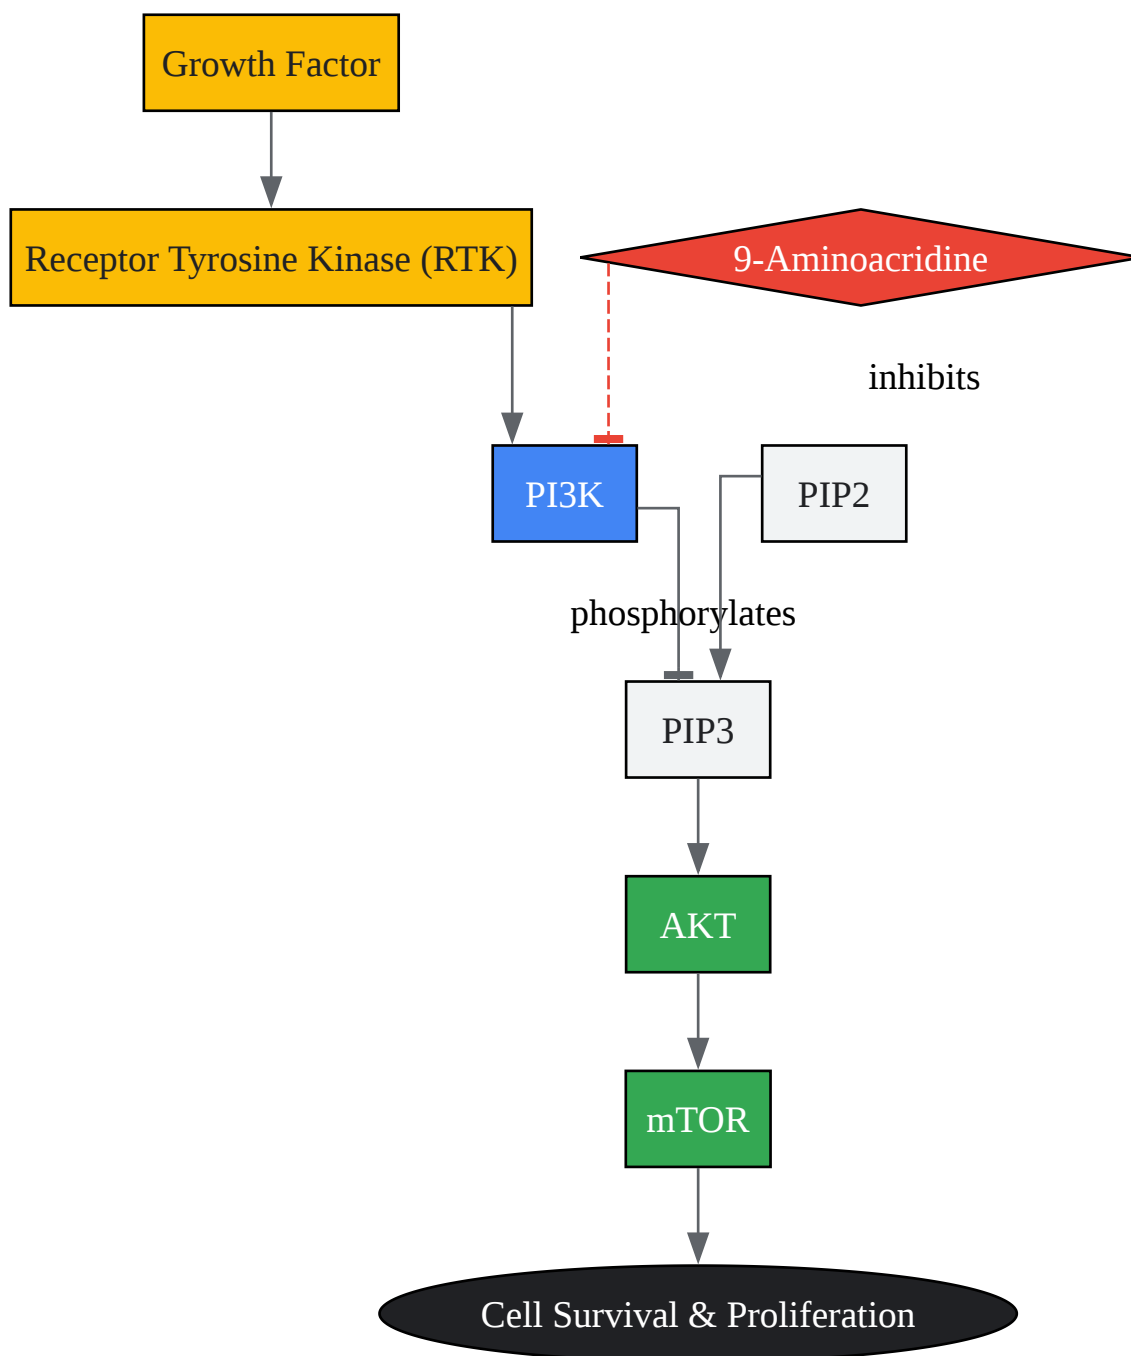 Growth Factor
Receptor Tyrosine Kinase (RTK)
9-Aminoacridine
inhibits
PI3K
PIP2
phosphorylates
PIP3
AKT
mTOR
Cell Survival & Proliferation